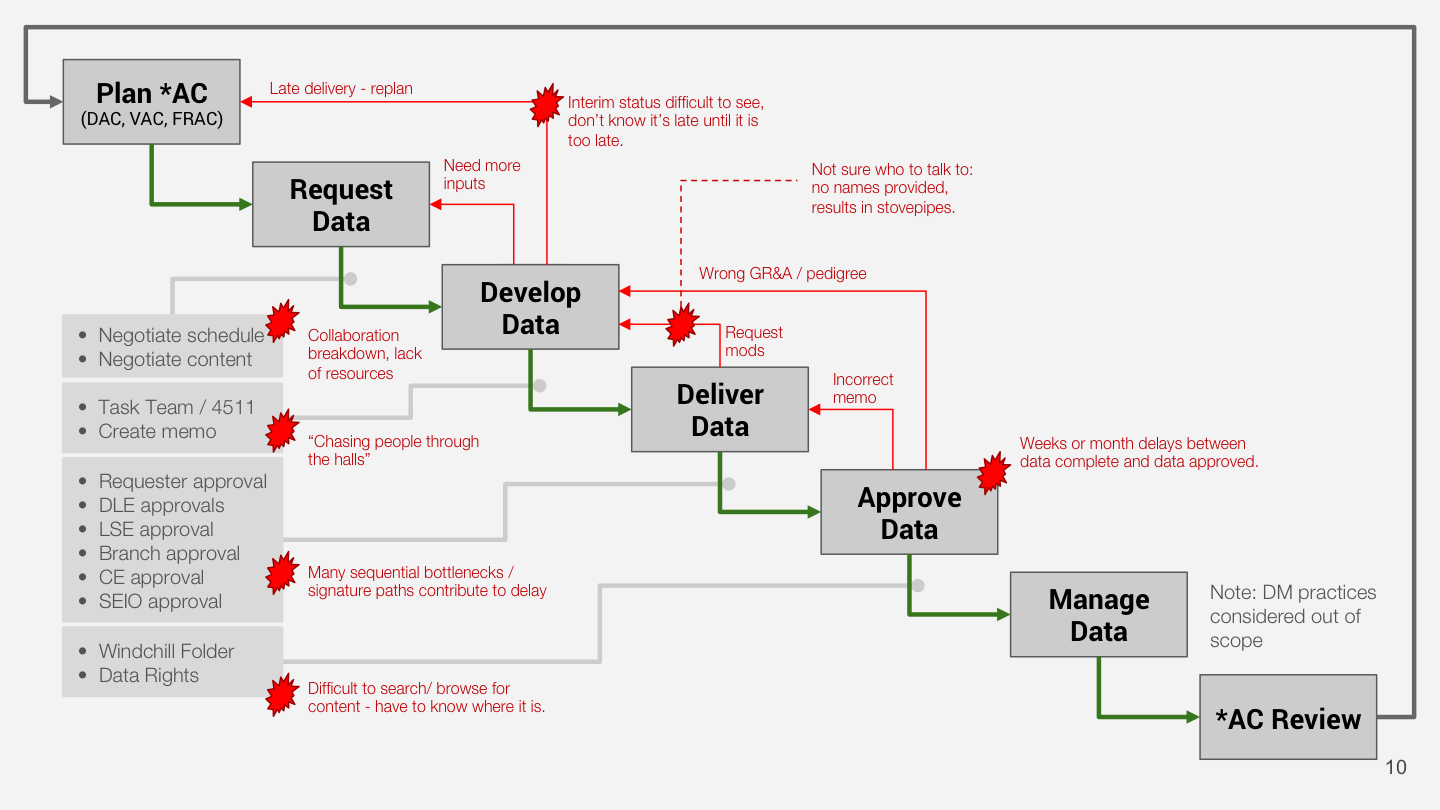 Plan *AC
(DAC, VAC, FRAC)
Late delivery - replan
Interim status difficult to see,
don't know it's late until it is
too late.
Request
Data
Need more
inputs
Not sure who to talk to:
no names provided,
results in stovepipes.
Develop
Data
Wrong GR&A / pedigree
Request
mods
• Negotiate schedule
• Negotiate content
Collaboration
breakdown, lack
of resources
Deliver
Data
Incorrect
memo
• Task Team / 4511
• Create memo
“Chasing people through
the halls”
Weeks or month delays between
data complete and data approved.
Approve
Data
• Requester approval
• DLE approvals
• LSE approval
• Branch approval
• CE approval
• SEIO approval
Many sequential bottlenecks /
signature paths contribute to delay
Manage
Data
Note: DM practices
considered out of
scope
• Windchill Folder
• Data Rights
Difficult to search/ browse for
content - have to know where it is.
*AC Review
10